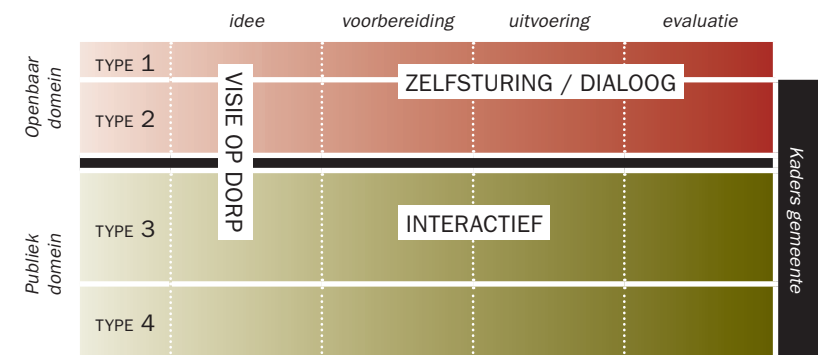 idee voorbereiding uitvoering evaluatie
Openbaar
domein
TYPE 1
TYPE 2
VISIE OP DORP
ZELFSTURING / DIALOOG
Publiek
domein
TYPE 3
TYPE 4
INTERACTIEF
Kaders gemeente